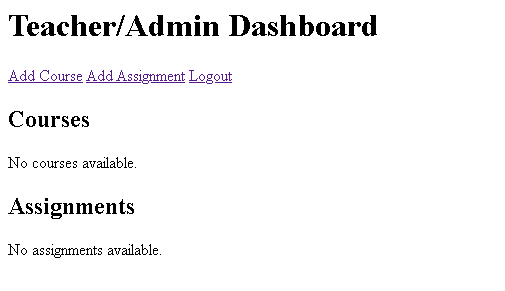 Teacher/Admin Dashboard
Add Course Add Assignment Logout
Courses
No courses available.
Assignments
No assignments available.